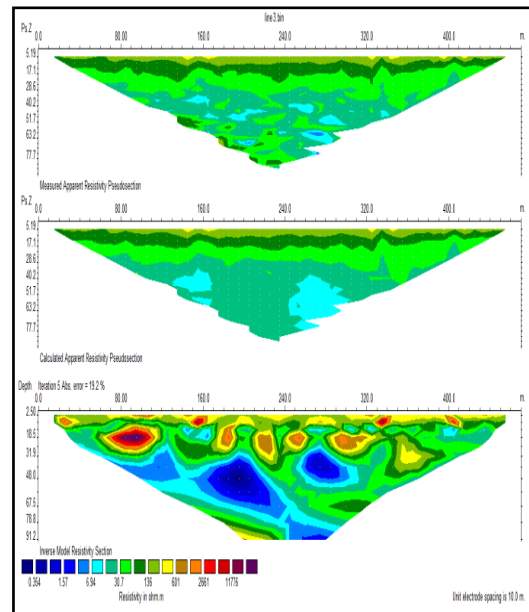 line 3.bin
Ps.Z 0.0 80.00 160.0 240.0 320.0 400.0 m.
5.19
17.1
28.6
40.2
51.7
63.2
77.7
Measured Apparent Resistivity Pseudosection
Ps.Z 0.0 80.00 160.0 240.0 320.0 400.0 m.
5.19
17.1
28.6
40.2
51.7
63.2
77.7
Calculated Apparent Resistivity Pseudosection
Depth Iteration 5 Abs. error = 19.2 %
0.0 80.00 160.0 240.0 320.0 400.0 m.
2.50
18.5
31.9
48.0
67.5
78.8
91.2
Inverse Model Resistivity Section
0.354 1.57 6.94 30.7 136 601 2661 11776
Resistivity in ohm.m
Unit electrode spacing is 10.0 m.